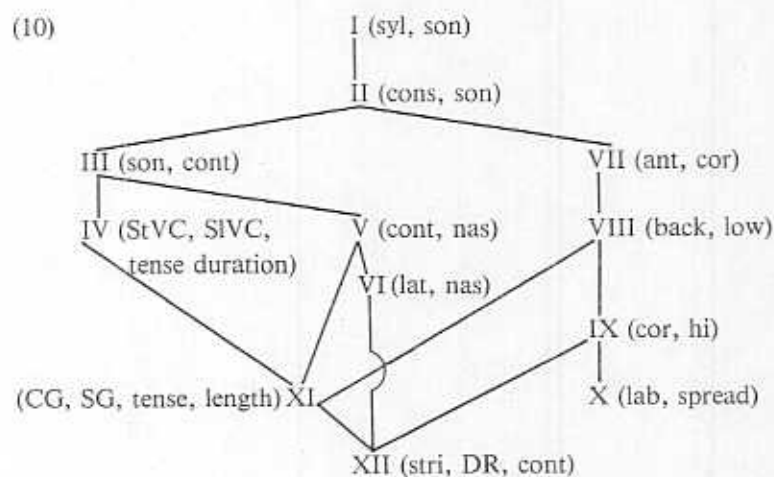 (10)
I (syl, son)
II (cons, son)
III (son, cont)
VII (ant, cor)
IV (StVC, SlVC,
tense duration)
V (cont, nas)
VIII (back, low)
VI (lat, nas)
IX (cor, hi)
(CG, SG, tense, length) XI
X (lab, spread)
XII (stri, DR, cont)